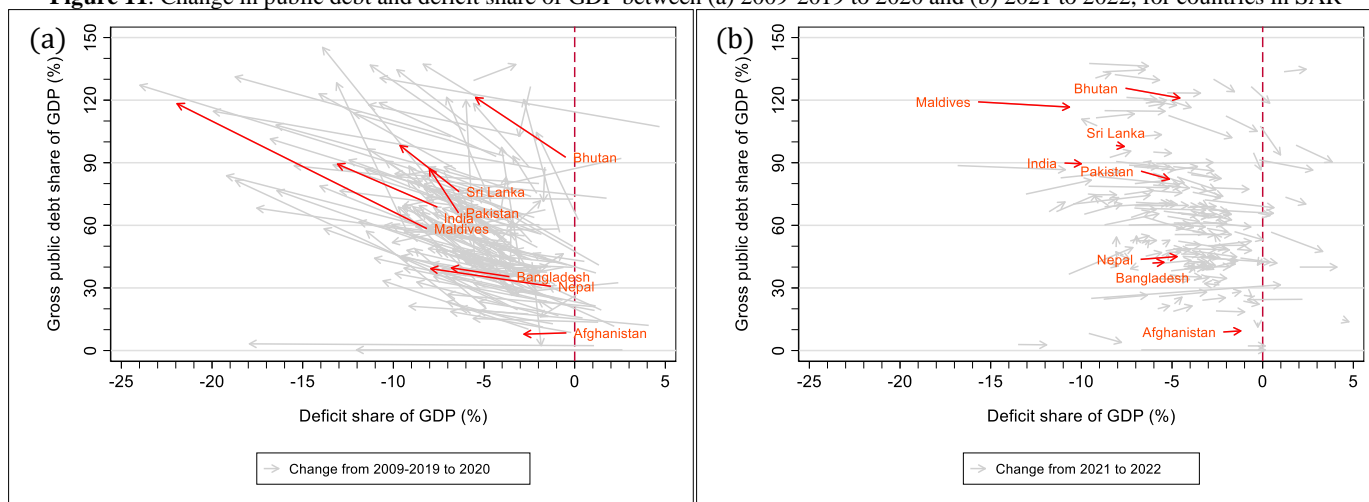 Figure 11. Change in public debt and deficit share of GDP between (a) 2009-2019 to 2020 and (b) 2021 to 2022, for countries in SAR
(a)
Gross public debt share of GDP (%)
150
120
90
60
30
0
Bhutan
Sri Lanka
Pakistan
India
Maldives
Bangladesh
Nepal
Afghanistan
-25 -20 -15 -10 -5 0 5
Deficit share of GDP (%)
Change from 2009-2019 to 2020
(b)
Gross public debt share of GDP (%)
150
120
90
60
30
0
Bhutan
Maldives
Sri Lanka
India
Pakistan
Nepal
Bangladesh
Afghanistan
-25 -20 -15 -10 -5 0 5
Deficit share of GDP (%)
Change from 2021 to 2022